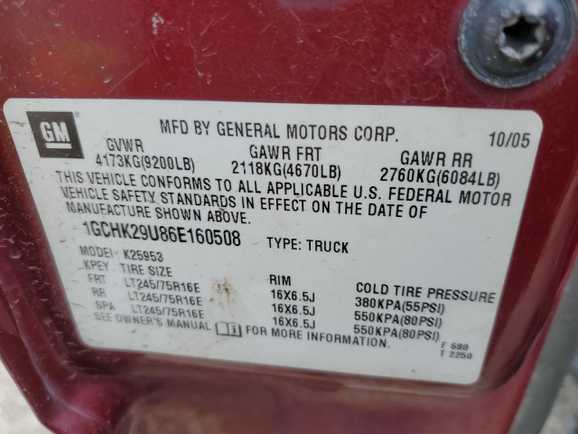 GM
MFD BY GENERAL MOTORS CORP. 10/05
GVWR GAWR FRT GAWR RR
4173KG(9200LB) 2118KG(4670LB) 2760KG(6084LB)
THIS VEHICLE CONFORMS TO ALL APPLICABLE U.S. FEDERAL MOTOR
VEHICLE SAFETY STANDARDS IN EFFECT ON THE DATE OF
MANUFACTURE SHOWN ABOVE.
1GCHK29U86E160508 TYPE: TRUCK
MODEL: K25953
KPEY TIRE SIZE RIM COLD TIRE PRESSURE
FRT LT245/75R16E 16X6.5J 380KPA(55PSI)
RR LT245/75R16E 16X6.5J 550KPA(80PSI)
SPA LT245/75R16E 16X6.5J 550KPA(80PSI)
SEE OWNER'S MANUAL FOR MORE INFORMATION.
F 680
T 2250